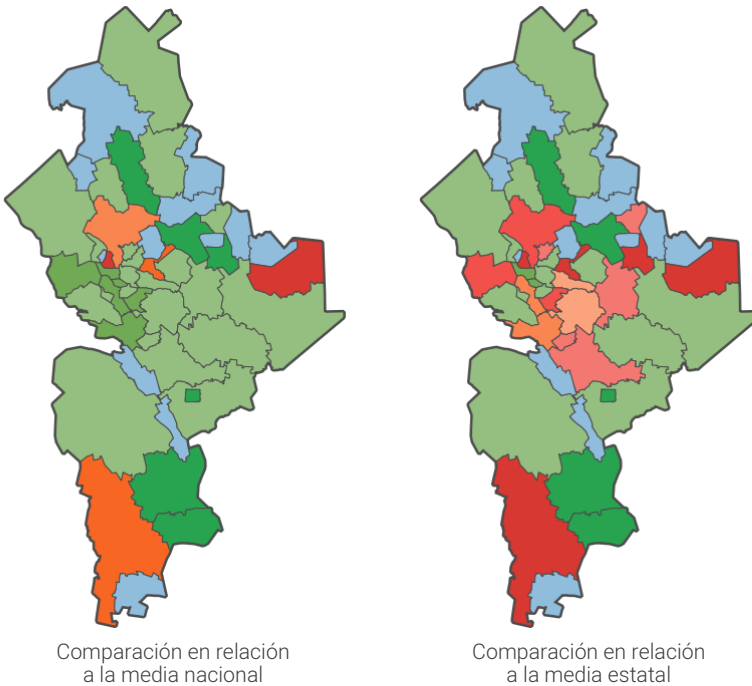 Comparación en relación
a la media nacional
Comparación en relación
a la media estatal